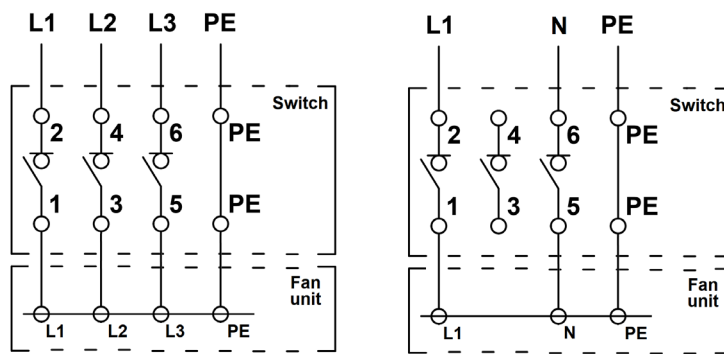 L1 L2 L3 PE
Switch
2 4 6 PE
1 3 5 PE
Fan
unit
L1 L2 L3 PE
L1 N PE
Switch
2 4 6 PE
1 3 5 PE
Fan
unit
L1 N PE